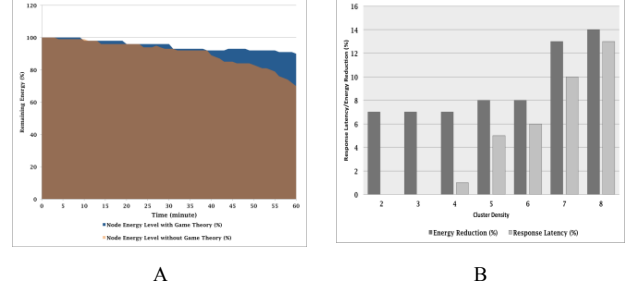 120
100
80
60
40
20
0
Remaining Energy (%)
0 5 10 15 20 25 30 35 40 45 50 55 60
Time (minute)
Node Energy Level with Game Theory (%)
Node Energy Level without Game Theory (%)
A
16
14
12
10
8
6
4
2
0
Response Latency/Energy Reduction (%)
2 3 4 5 6 7 8
Cluster Density
Energy Reduction (%) Response Latency (%)
B